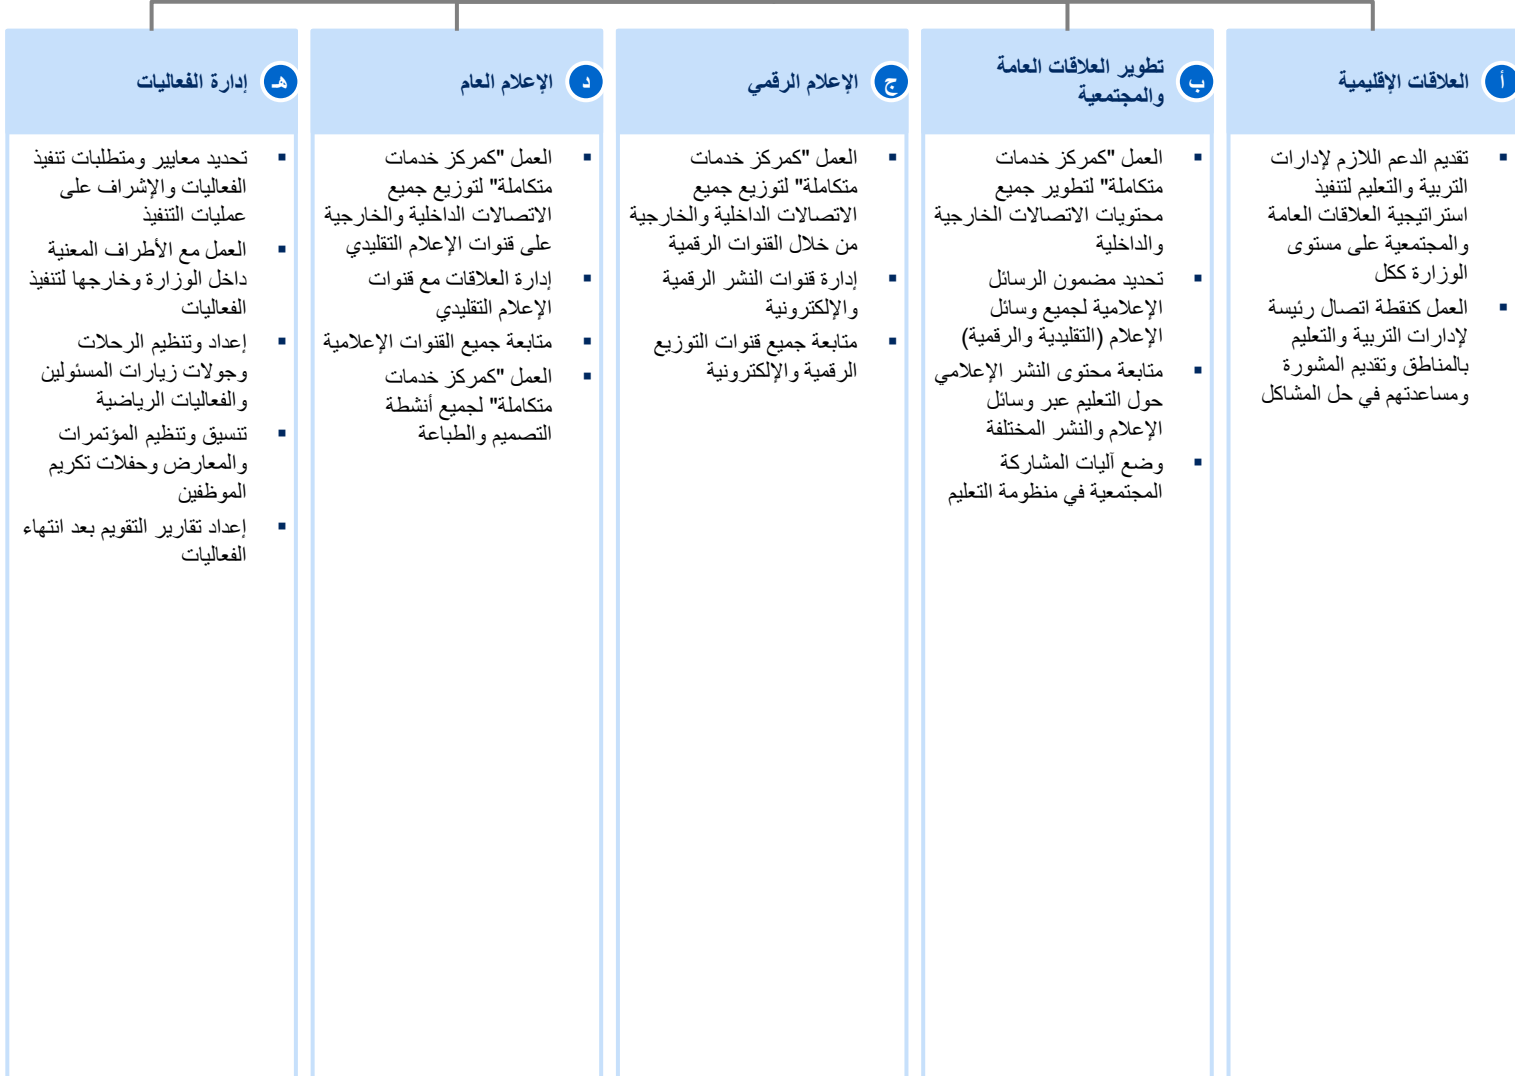 أ
العلاقات الإقليمية
▪ تقديم الدعم اللازم لإدارات
التربية والتعليم لتنفيذ
استراتيجية العلاقات العامة
والمجتمعية على مستوى
الوزارة ككل
▪ العمل كنقطة اتصال رئيسة
لإدارات التربية والتعليم
بالمناطق وتقديم المشورة
ومساعدتهم في حل المشاكل
ب
تطوير العلاقات العامة
والمجتمعية
▪ العمل "كمركز خدمات
متكاملة" لتطوير جميع
محتويات الاتصالات الخارجية
والداخلية
▪ تحديد مضمون الرسائل
الإعلامية لجميع وسائل
الإعلام (التقليدية والرقمية)
▪ متابعة محتوى النشر الإعلامي
حول التعليم عبر وسائل
الإعلام والنشر المختلفة
▪ وضع آليات المشاركة
المجتمعية في منظومة التعليم
ج
الإعلام الرقمي
▪ العمل "كمركز خدمات
متكاملة" لتوزيع جميع
الاتصالات الداخلية والخارجية
من خلال القنوات الرقمية
▪ إدارة قنوات النشر الرقمية
والإلكترونية
▪ متابعة جميع قنوات التوزيع
الرقمية والإلكترونية
د
الإعلام العام
▪ العمل "كمركز خدمات
متكاملة" لتوزيع جميع
الاتصالات الداخلية والخارجية
على قنوات الإعلام التقليدي
▪ إدارة العلاقات مع قنوات
الإعلام التقليدي
▪ متابعة جميع القنوات الإعلامية
▪ العمل "كمركز خدمات
متكاملة" لجميع أنشطة
التصميم والطباعة
هـ
إدارة الفعاليات
▪ تحديد معايير ومتطلبات تنفيذ
الفعاليات والإشراف على
عمليات التنفيذ
▪ العمل مع الأطراف المعنية
داخل الوزارة وخارجها لتنفيذ
الفعاليات
▪ إعداد وتنظيم الرحلات
وجولات زيارات المسئولين
والفعاليات الرياضية
▪ تنسيق وتنظيم المؤتمرات
والمعارض وحفلات تكريم
الموظفين
▪ إعداد تقارير التقويم بعد انتهاء
الفعاليات